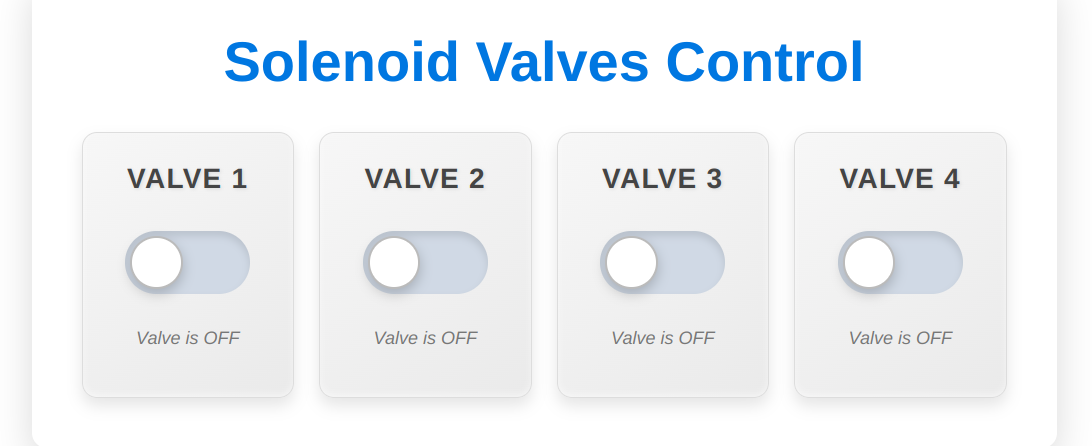 Solenoid Valves Control
VALVE 1
Valve is OFF
VALVE 2
Valve is OFF
VALVE 3
Valve is OFF
VALVE 4
Valve is OFF